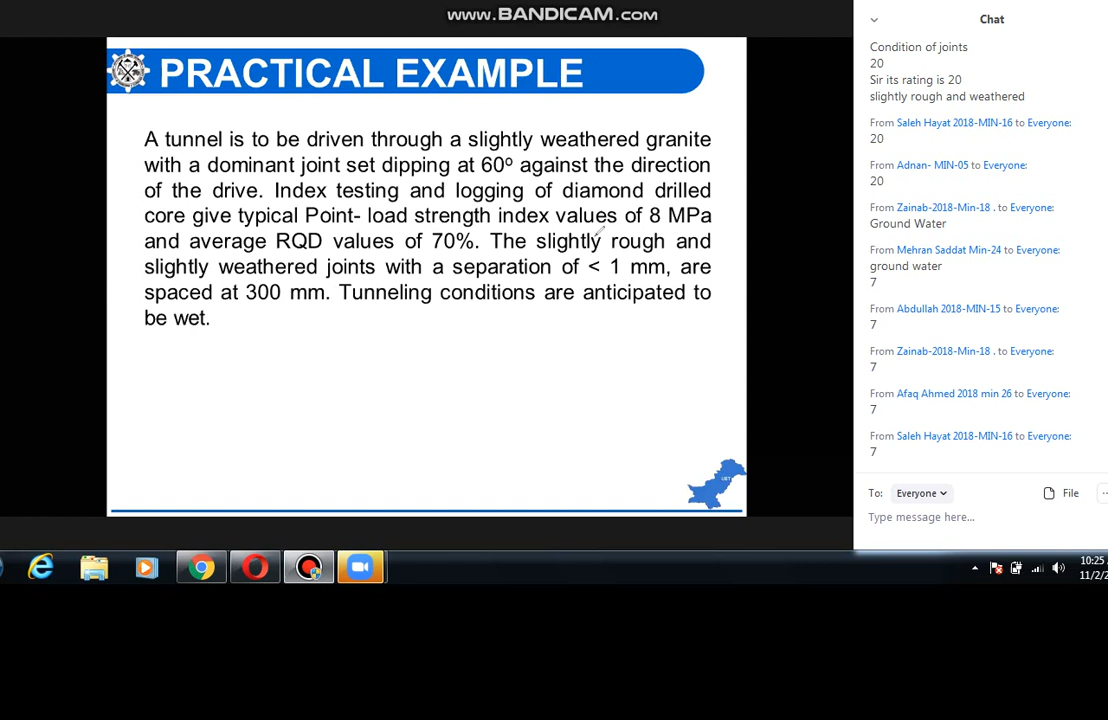 www.BANDICAM.com
PRACTICAL EXAMPLE
A tunnel is to be driven through a slightly weathered granite
with a dominant joint set dipping at 60º against the direction
of the drive. Index testing and logging of diamond drilled
core give typical Point- load strength index values of 8 MPa
and average RQD values of 70%. The slightly rough and
slightly weathered joints with a separation of < 1 mm, are
spaced at 300 mm. Tunneling conditions are anticipated to
be wet.
Chat
Condition of joints
20
Sir its rating is 20
slightly rough and weathered
From Saleh Hayat 2018-MIN-16 to Everyone:
20
From Adnan- MIN-05 to Everyone:
20
From Zainab-2018-Min-18 . to Everyone:
Ground Water
From Mehran Saddat Min-24 to Everyone:
ground water
7
From Abdullah 2018-MIN-15 to Everyone:
7
From Zainab-2018-Min-18 . to Everyone:
7
From Afaq Ahmed 2018 min 26 to Everyone:
7
From Saleh Hayat 2018-MIN-16 to Everyone:
7
To: Everyone File
Type message here...
10:25
11/2/2